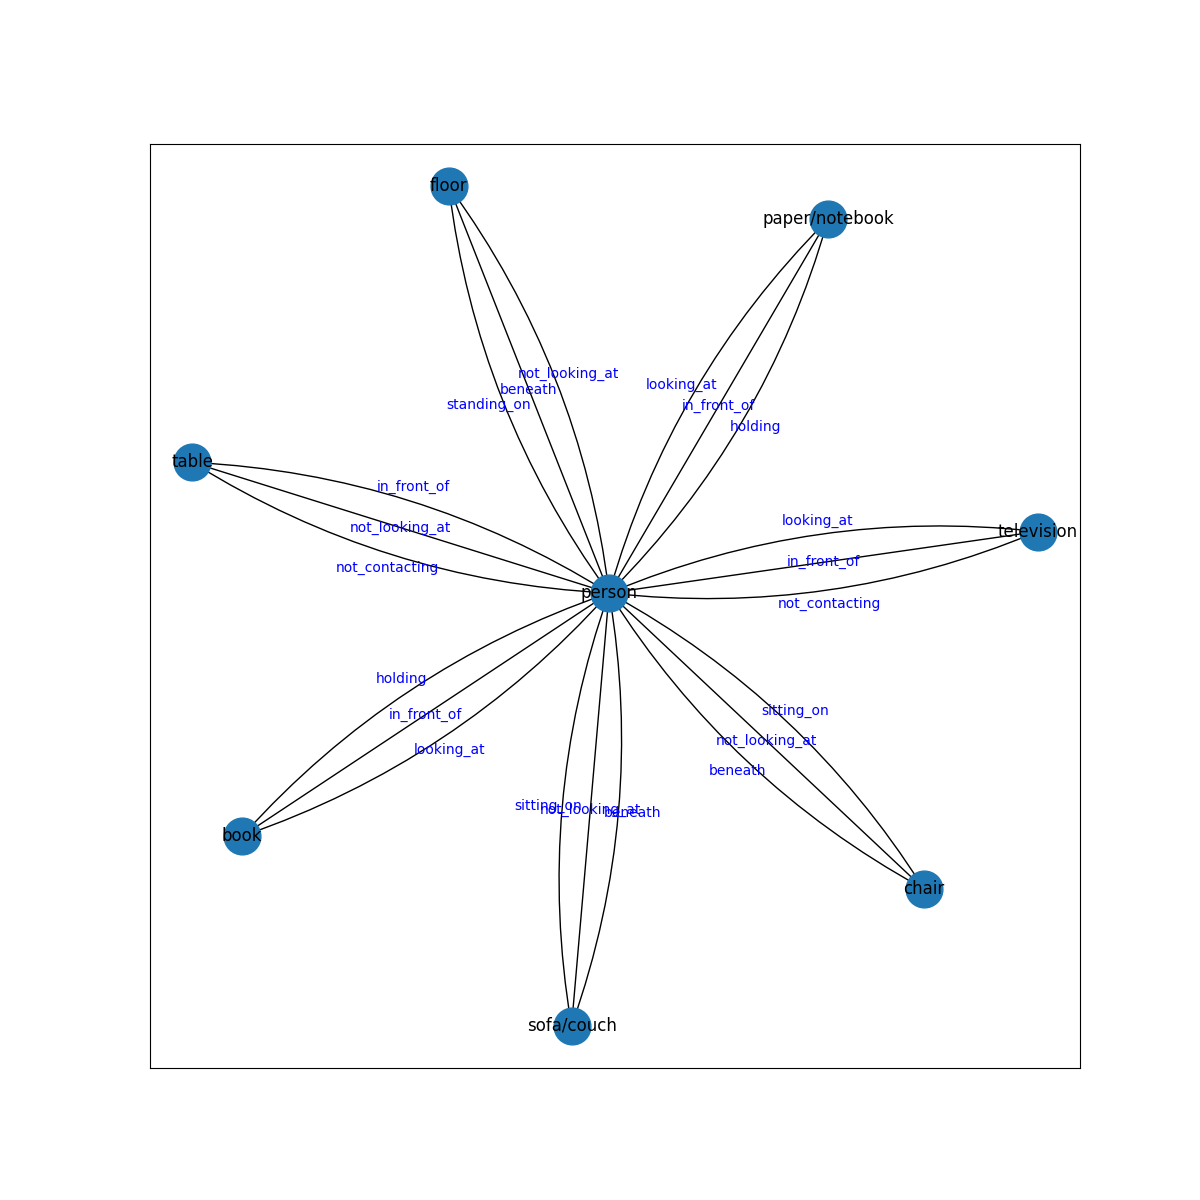 floor
paper/notebook
not_looking_at
beneath
standing_on
looking_at
in_front_of
holding
table
in_front_of
not_looking_at
not_contacting
looking_at
in_front_of
not_contacting
television
person
holding
in_front_of
looking_at
book
sitting_on
not_looking_at
beneath
sitting_on
not_looking_at
beneath
chair
sofa/couch